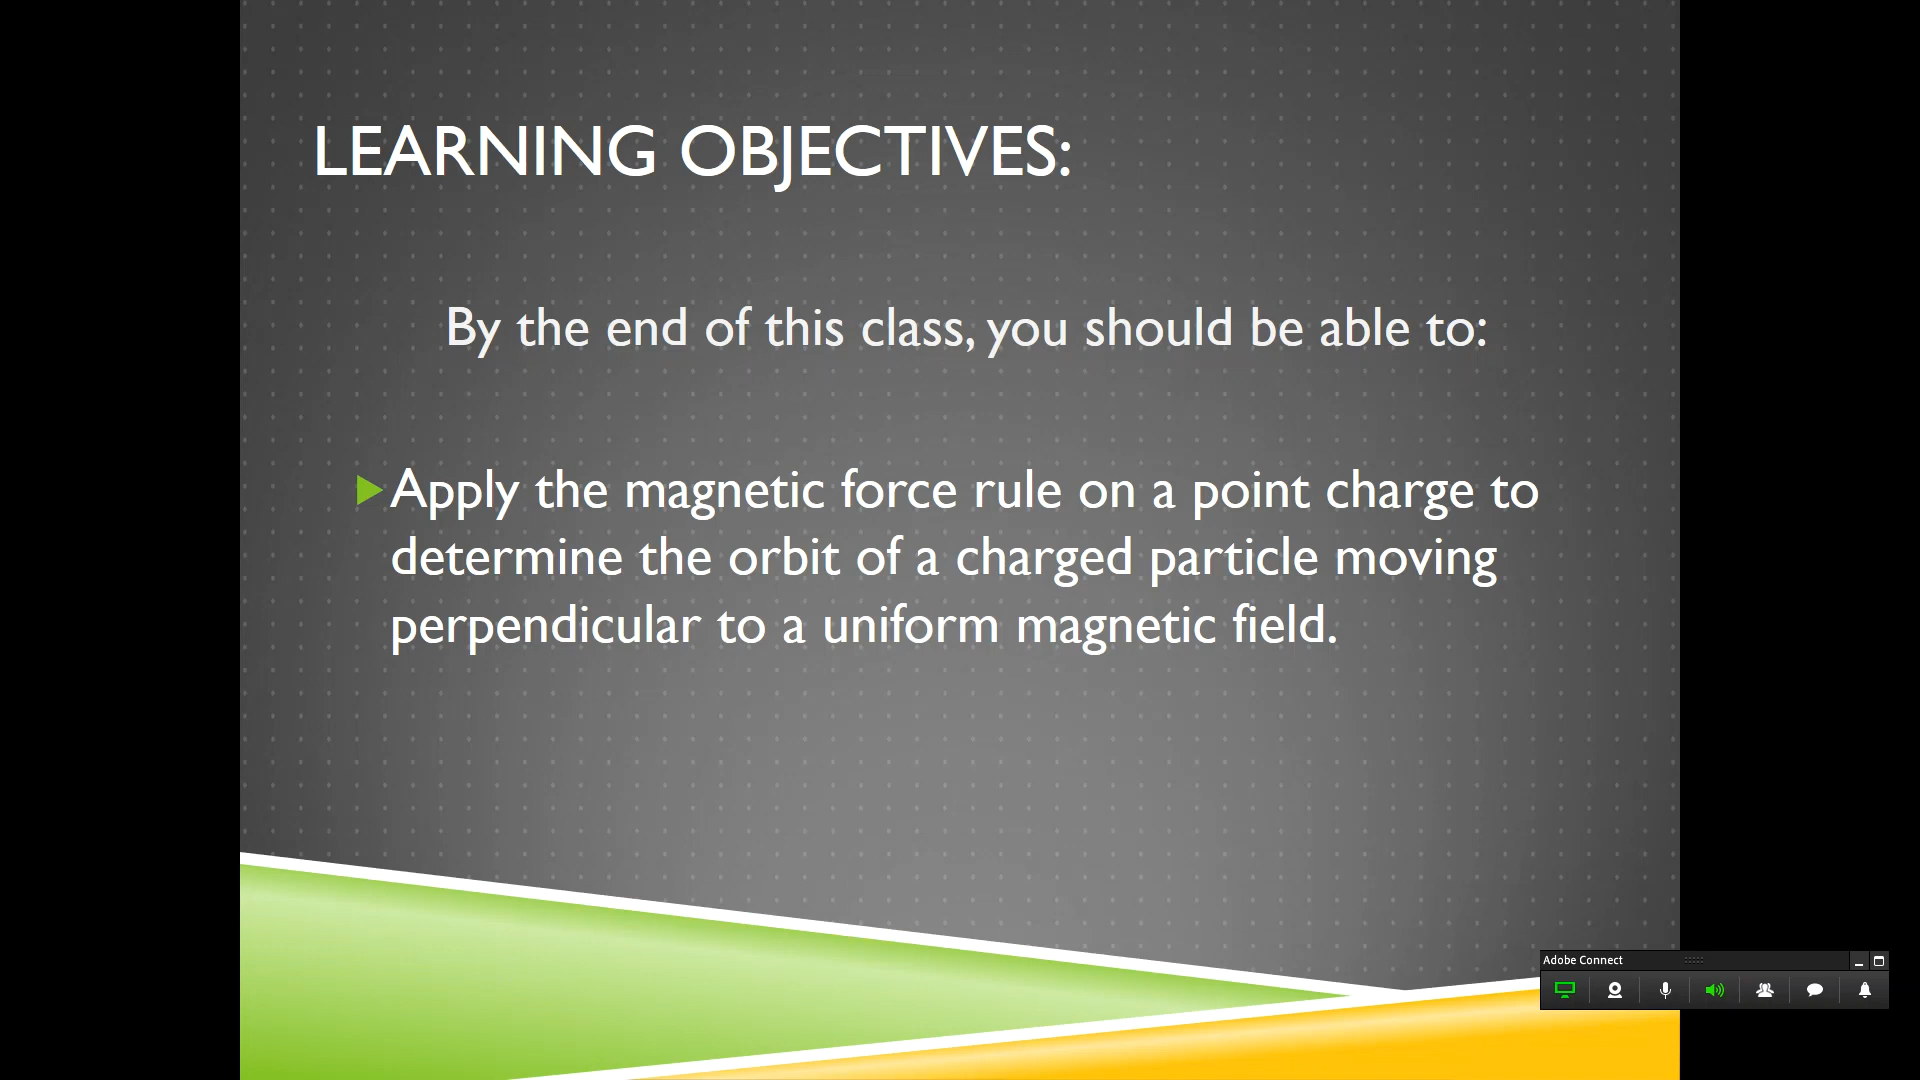 LEARNING OBJECTIVES:
By the end of this class, you should be able to:
Apply the magnetic force rule on a point charge to
determine the orbit of a charged particle moving
perpendicular to a uniform magnetic field.
Adobe Connect